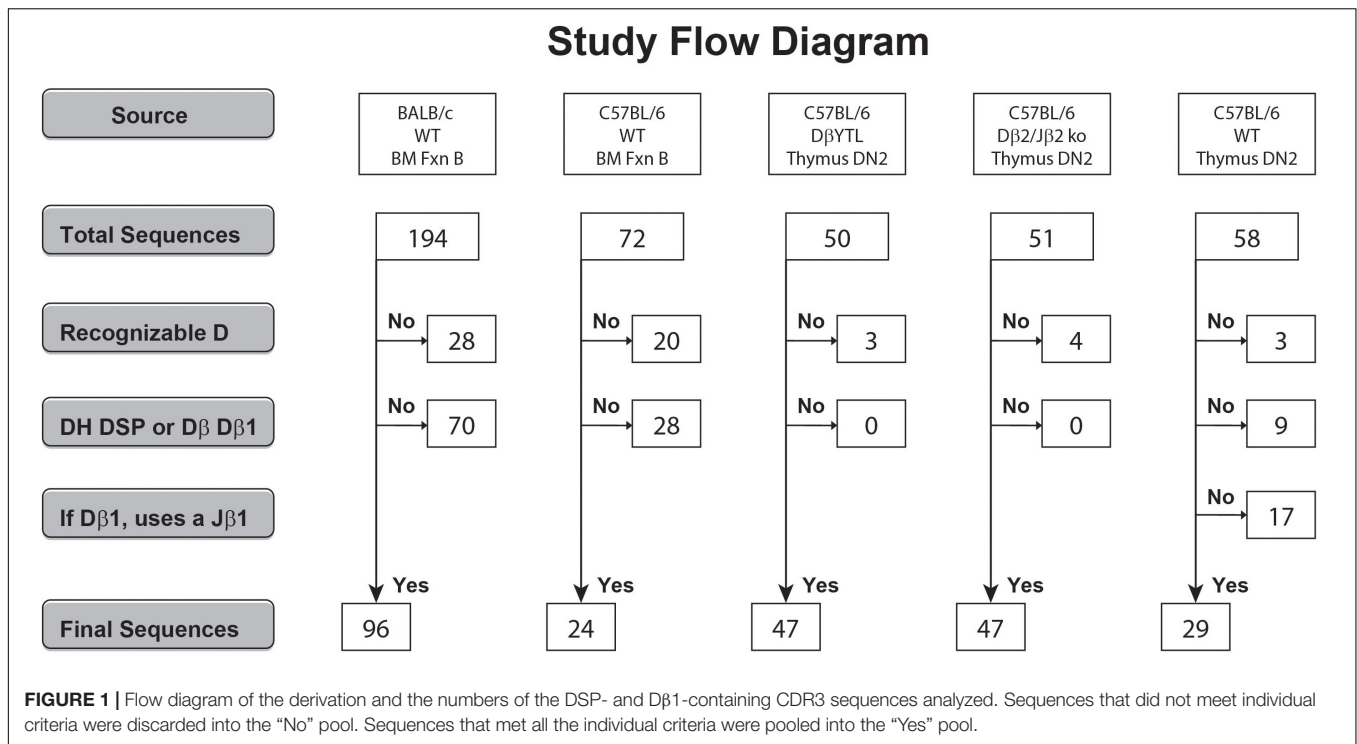 Study Flow Diagram
Source
BALB/c
WT
BM Fxn B
C57BL/6
WT
BM Fxn B
C57BL/6
DβYTL
Thymus DN2
C57BL/6
Dβ2/Jβ2 ko
Thymus DN2
C57BL/6
WT
Thymus DN2
Total Sequences
194
72
50
51
58
Recognizable D
No
28
No
20
No
3
No
4
No
3
DH DSP or Dβ Dβ1
No
70
No
28
No
0
No
0
No
9
If Dβ1, uses a Jβ1
No
17
Yes
Yes
Yes
Yes
Yes
Final Sequences
96
24
47
47
29
FIGURE 1 | Flow diagram of the derivation and the numbers of the DSP- and Dβ1-containing CDR3 sequences analyzed. Sequences that did not meet individual
criteria were discarded into the “No” pool. Sequences that met all the individual criteria were pooled into the “Yes” pool.